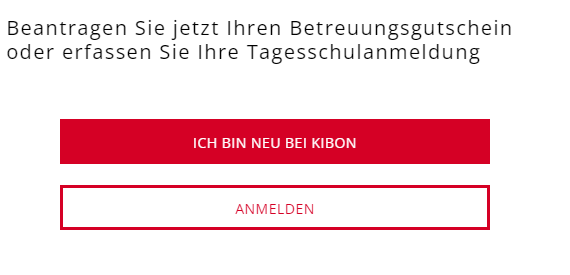 Beantragen Sie jetzt Ihren Betreuungsgutschein
oder erfassen Sie Ihre Tagesschulanmeldung
ICH BIN NEU BEI KIBON
ANMELDEN